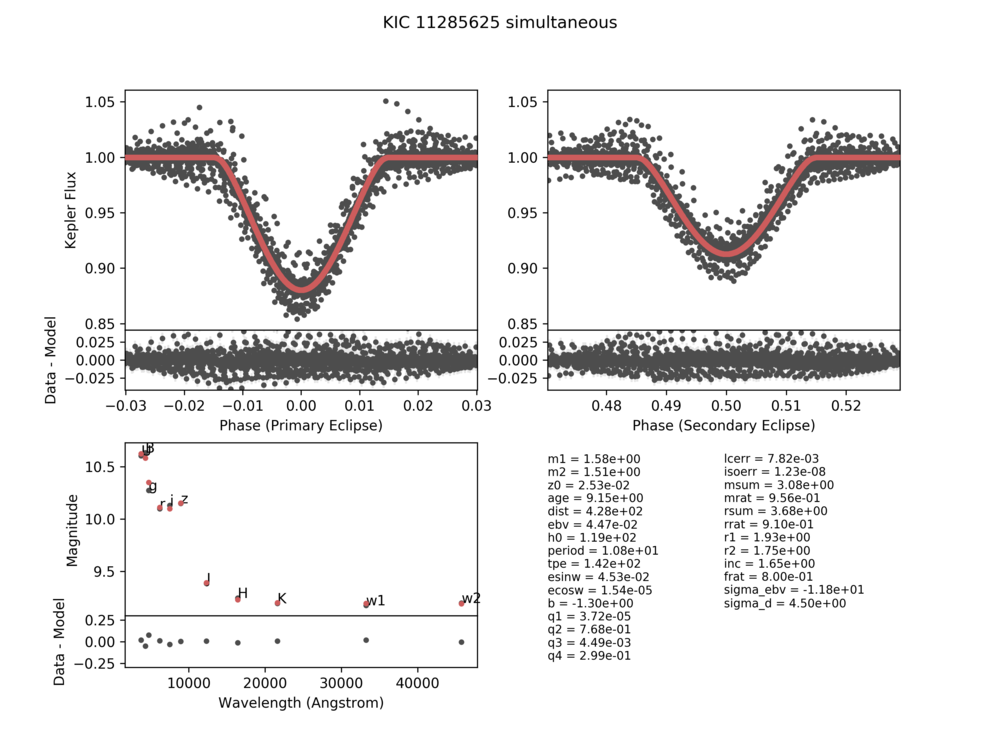 KIC 11285625 simultaneous
1.05
1.00
0.95
0.90
0.85
Kepler Flux
0.025
0.000
−0.025
Data - Model
−0.03 −0.02 −0.01 0.00 0.01 0.02 0.03
Phase (Primary Eclipse)
1.05
1.00
0.95
0.90
0.85
0.025
0.000
−0.025
0.48 0.49 0.50 0.51 0.52
Phase (Secondary Eclipse)
10.5
10.0
9.5
Magnitude
B
g
r i z
J
H
K
w1
w2
0.25
0.00
−0.25
Data - Model
10000 20000 30000 40000
Wavelength (Angstrom)
m1 = 1.58e+00
m2 = 1.51e+00
z0 = 2.53e-02
age = 9.15e+00
dist = 4.28e+02
ebv = 4.47e-02
h0 = 1.19e+02
period = 1.08e+01
tpe = 1.42e+02
esinw = 4.53e-02
ecosw = 1.54e-05
b = -1.30e+00
q1 = 3.72e-05
q2 = 7.68e-01
q3 = 4.49e-03
q4 = 2.99e-01
lcerr = 7.82e-03
isoerr = 1.23e-08
msum = 3.08e+00
mrat = 9.56e-01
rsum = 3.68e+00
rrat = 9.10e-01
r1 = 1.93e+00
r2 = 1.75e+00
inc = 1.65e+00
frat = 8.00e-01
sigma_ebv = -1.18e+01
sigma_d = 4.50e+00